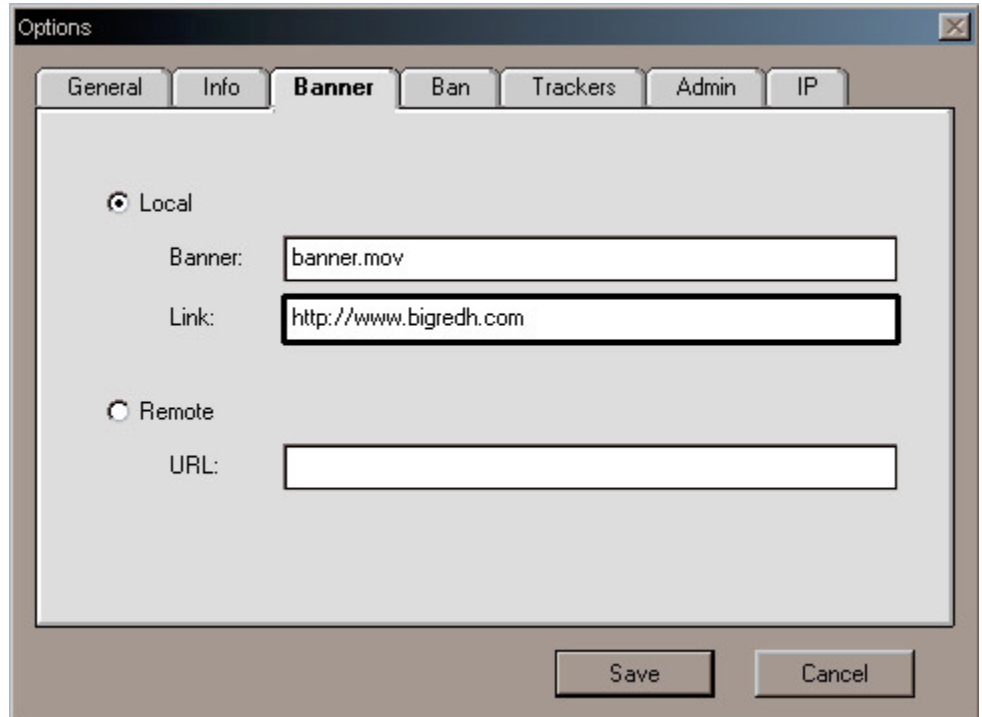 Options
General Info Banner Ban Trackers Admin IP
Local
Banner: banner.mov
Link: http://www.bigredh.com
Remote
URL:
Save Cancel